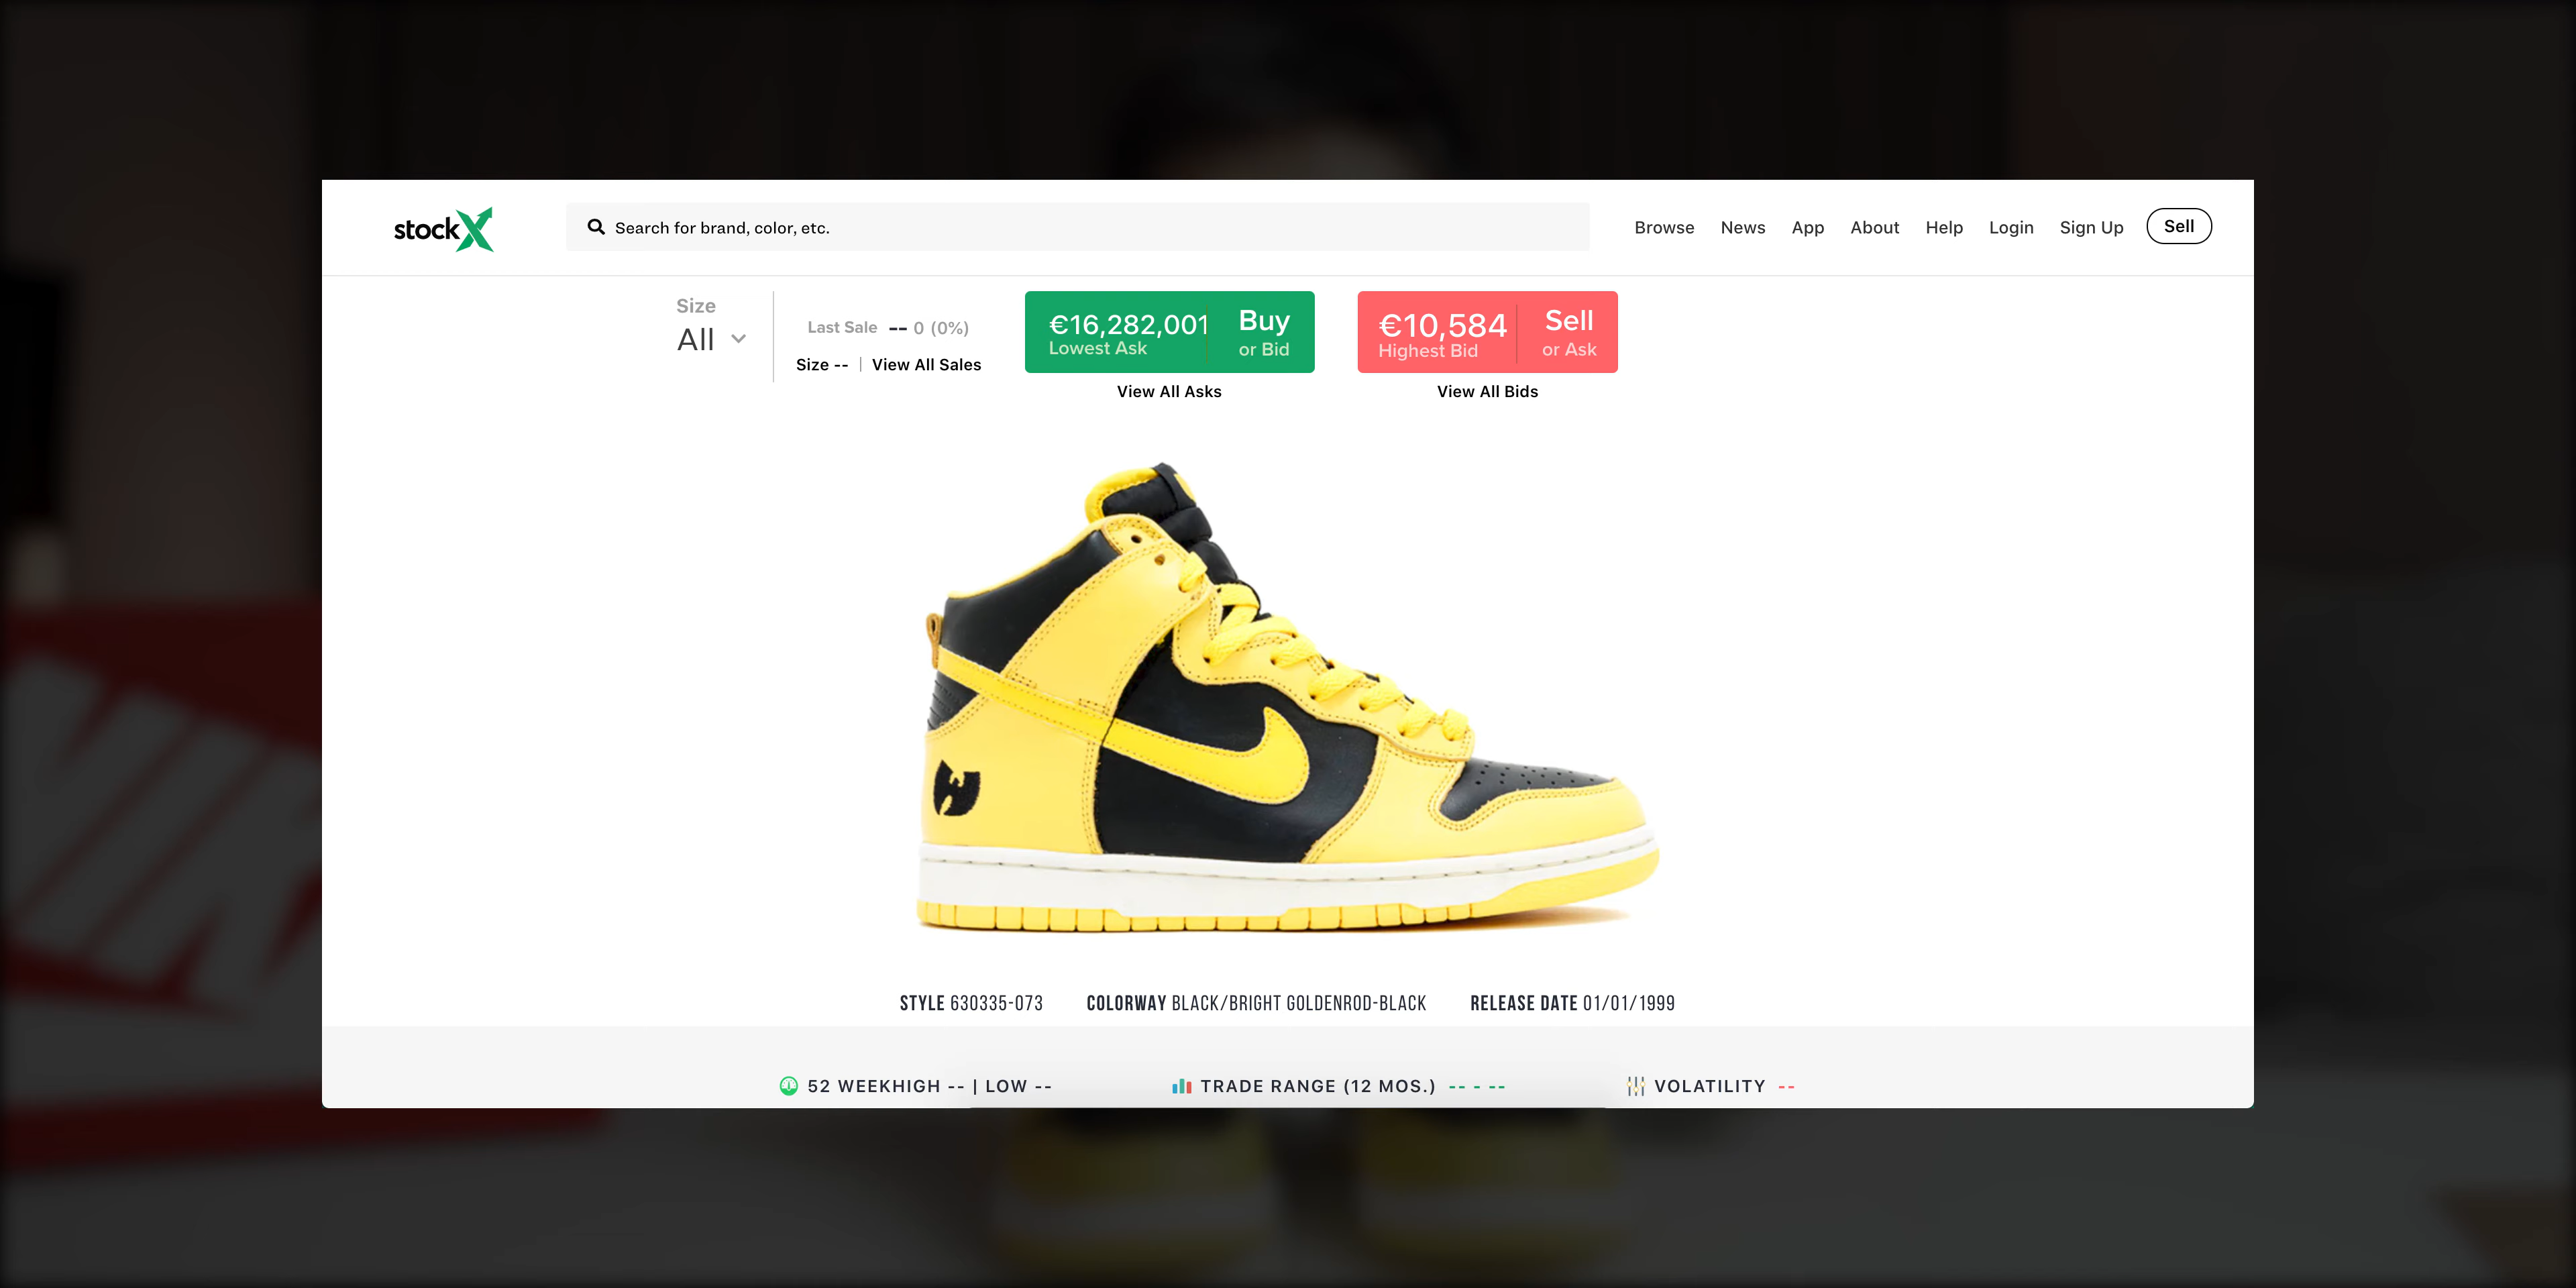 stockX
Search for brand, color, etc.
Browse News App About Help Login Sign Up Sell
Size
All
Last Sale -- 0 (0%)
Size -- | View All Sales
€16,282,001
Lowest Ask
Buy
or Bid
View All Asks
€10,584
Highest Bid
Sell
or Ask
View All Bids
STYLE 630335-073 COLORWAY BLACK/BRIGHT GOLDENROD-BLACK RELEASE DATE 01/01/1999
52 WEEKHIGH -- | LOW -- TRADE RANGE (12 MOS.) -- - -- VOLATILITY --